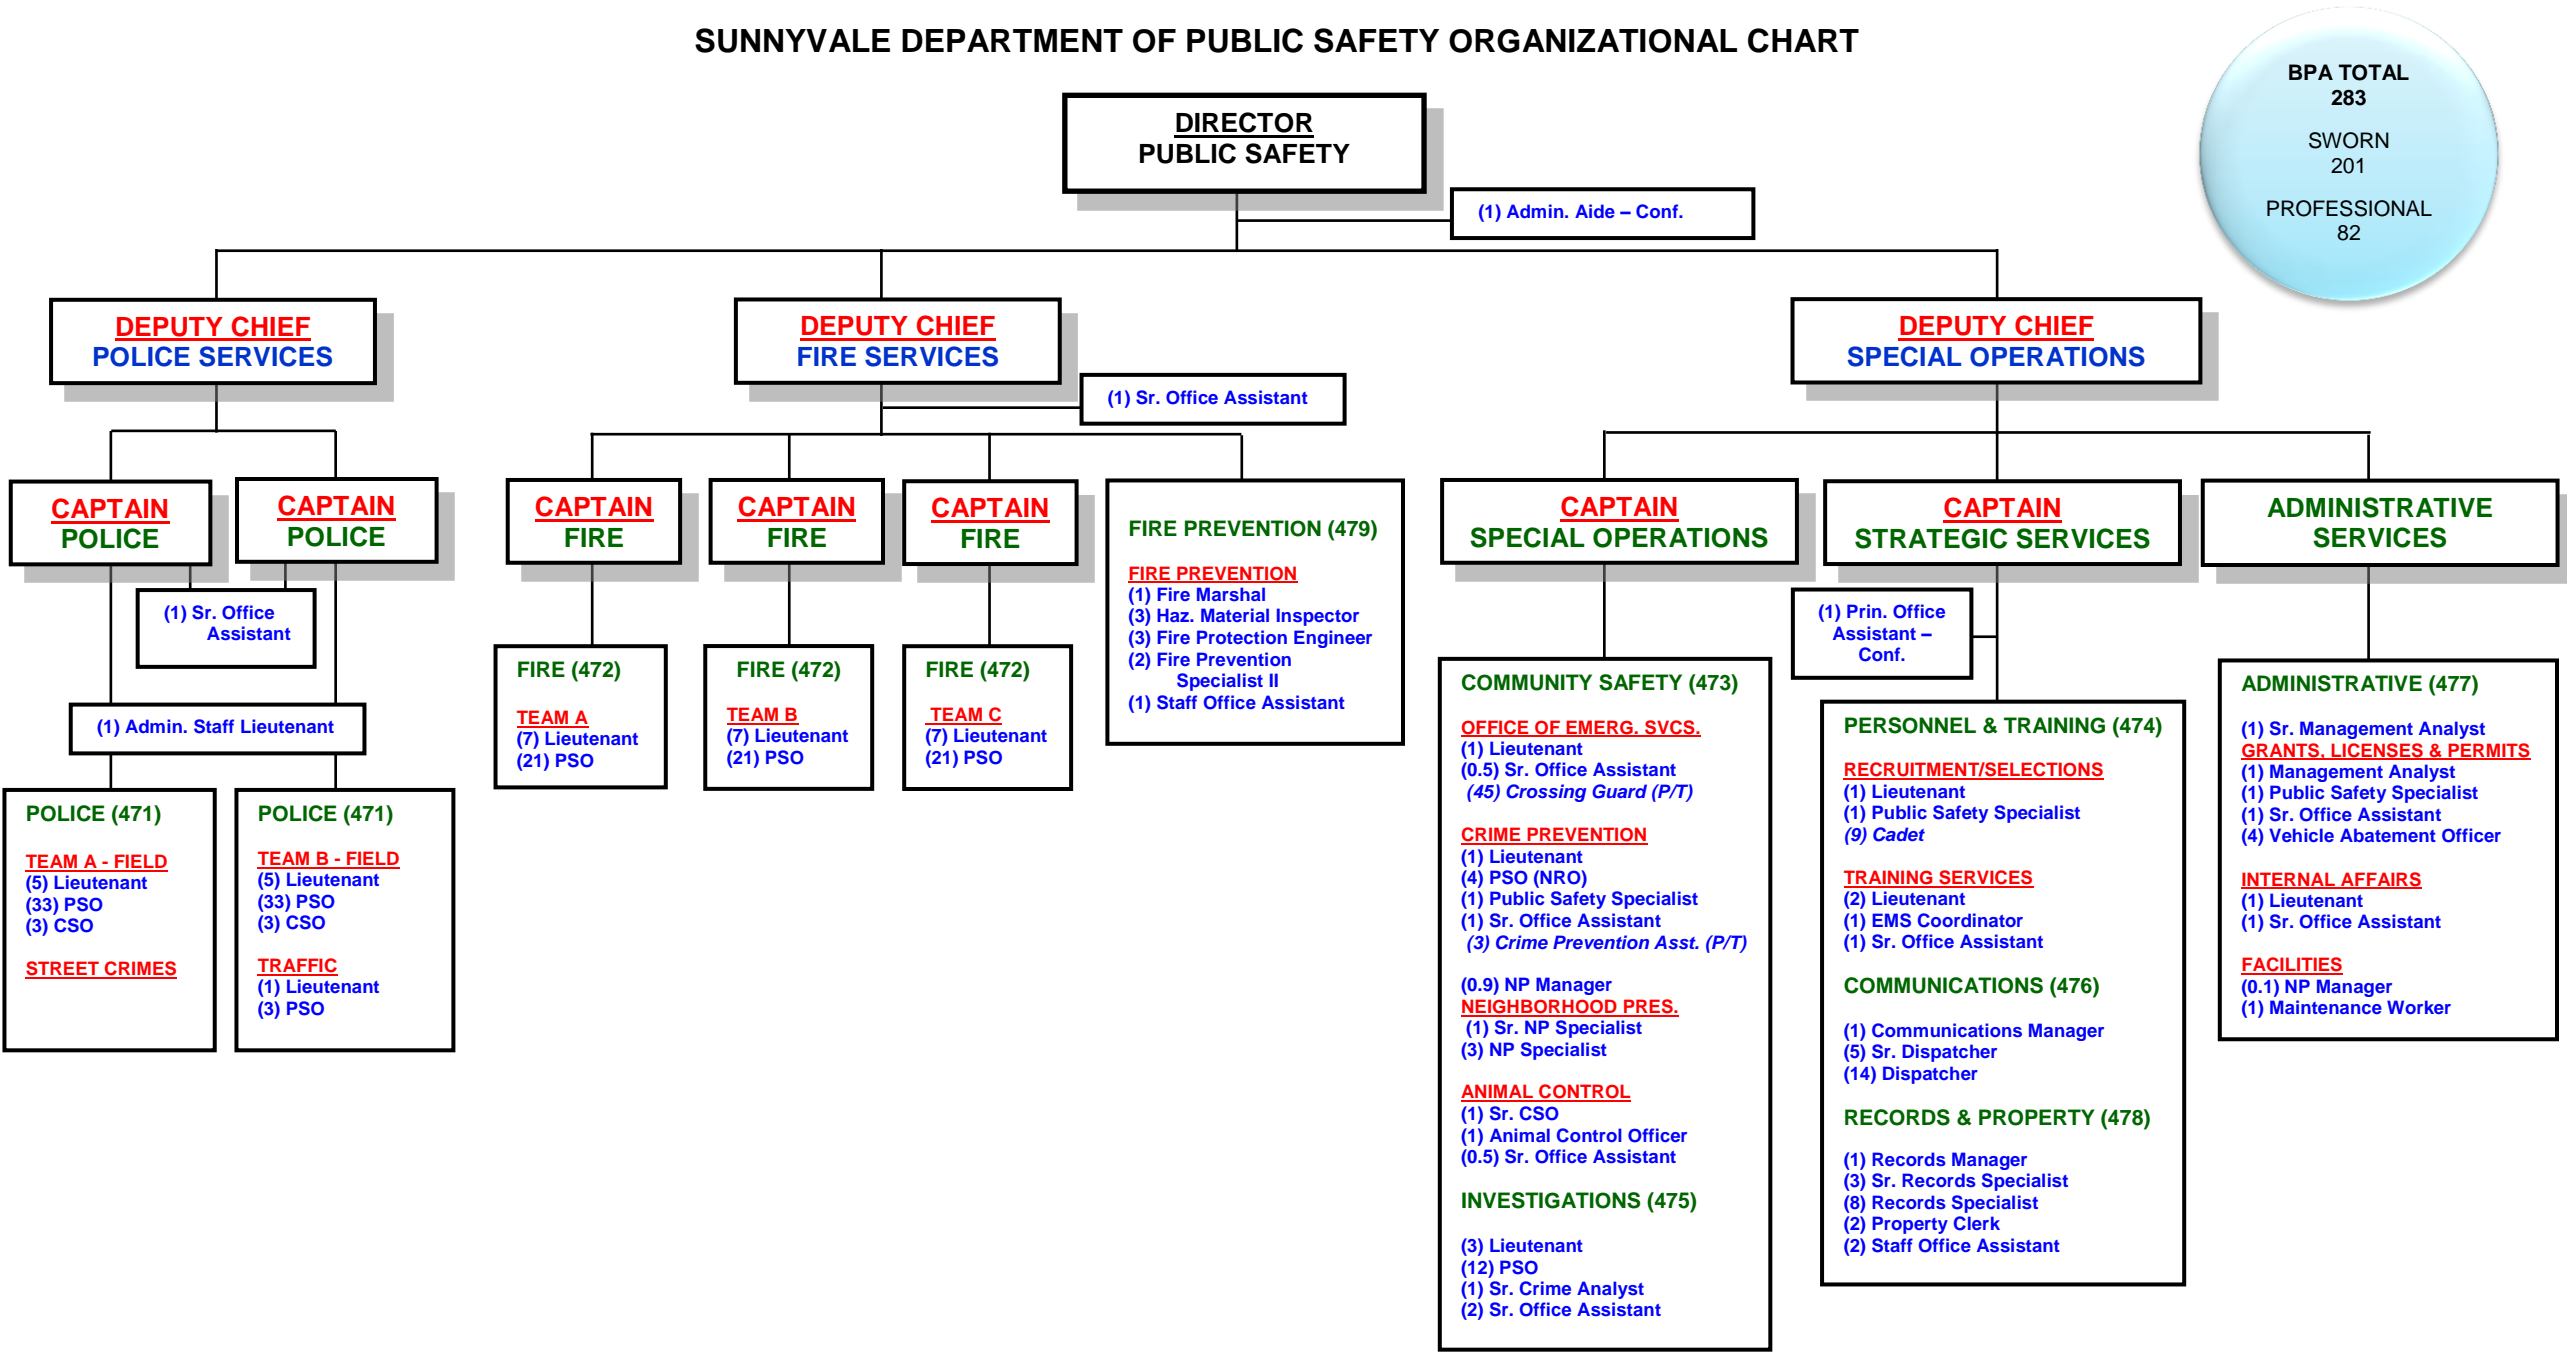 SUNNYVALE DEPARTMENT OF PUBLIC SAFETY ORGANIZATIONAL CHART
BPA TOTAL
283
SWORN
201
PROFESSIONAL
82
DIRECTOR
PUBLIC SAFETY
(1) Admin. Aide – Conf.
DEPUTY CHIEF
POLICE SERVICES
DEPUTY CHIEF
FIRE SERVICES
DEPUTY CHIEF
SPECIAL OPERATIONS
(1) Sr. Office Assistant
CAPTAIN
POLICE
CAPTAIN
POLICE
(1) Sr. Office
Assistant
(1) Admin. Staff Lieutenant
POLICE (471)
TEAM A - FIELD
(5) Lieutenant
(33) PSO
(3) CSO
STREET CRIMES
POLICE (471)
TEAM B - FIELD
(5) Lieutenant
(33) PSO
(3) CSO
TRAFFIC
(1) Lieutenant
(3) PSO
CAPTAIN
FIRE
CAPTAIN
FIRE
CAPTAIN
FIRE
FIRE (472)
TEAM A
(7) Lieutenant
(21) PSO
FIRE (472)
TEAM B
(7) Lieutenant
(21) PSO
FIRE (472)
TEAM C
(7) Lieutenant
(21) PSO
FIRE PREVENTION (479)
FIRE PREVENTION
(1) Fire Marshal
(3) Haz. Material Inspector
(3) Fire Protection Engineer
(2) Fire Prevention
Specialist II
(1) Staff Office Assistant
CAPTAIN
SPECIAL OPERATIONS
COMMUNITY SAFETY (473)
OFFICE OF EMERG. SVCS.
(1) Lieutenant
(0.5) Sr. Office Assistant
(45) Crossing Guard (P/T)
CRIME PREVENTION
(1) Lieutenant
(4) PSO (NRO)
(1) Public Safety Specialist
(1) Sr. Office Assistant
(3) Crime Prevention Asst. (P/T)
(0.9) NP Manager
NEIGHBORHOOD PRES.
(1) Sr. NP Specialist
(3) NP Specialist
ANIMAL CONTROL
(1) Sr. CSO
(1) Animal Control Officer
(0.5) Sr. Office Assistant
INVESTIGATIONS (475)
(3) Lieutenant
(12) PSO
(1) Sr. Crime Analyst
(2) Sr. Office Assistant
CAPTAIN
STRATEGIC SERVICES
(1) Prin. Office
Assistant –
Conf.
PERSONNEL & TRAINING (474)
RECRUITMENT/SELECTIONS
(1) Lieutenant
(1) Public Safety Specialist
(9) Cadet
TRAINING SERVICES
(2) Lieutenant
(1) EMS Coordinator
(1) Sr. Office Assistant
COMMUNICATIONS (476)
(1) Communications Manager
(5) Sr. Dispatcher
(14) Dispatcher
RECORDS & PROPERTY (478)
(1) Records Manager
(3) Sr. Records Specialist
(8) Records Specialist
(2) Property Clerk
(2) Staff Office Assistant
ADMINISTRATIVE
SERVICES
ADMINISTRATIVE (477)
(1) Sr. Management Analyst
GRANTS, LICENSES & PERMITS
(1) Management Analyst
(1) Public Safety Specialist
(1) Sr. Office Assistant
(4) Vehicle Abatement Officer
INTERNAL AFFAIRS
(1) Lieutenant
(1) Sr. Office Assistant
FACILITIES
(0.1) NP Manager
(1) Maintenance Worker